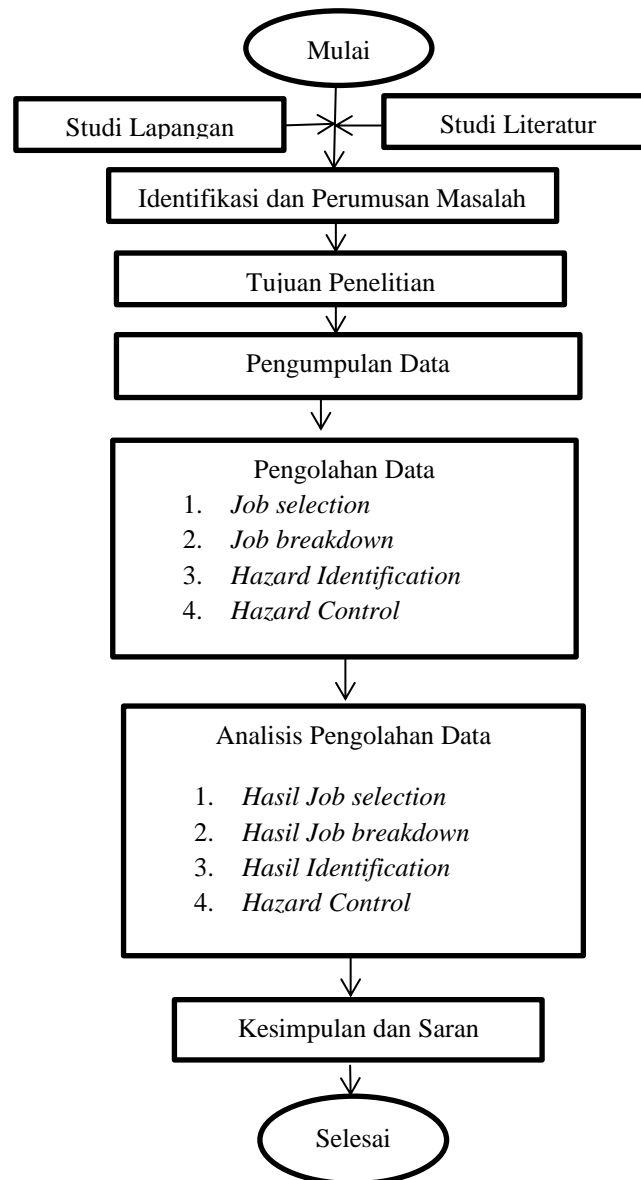 Mulai
Studi Lapangan
Studi Literatur
Identifikasi dan Perumusan Masalah
Tujuan Penelitian
Pengumpulan Data
Pengolahan Data
1. Job selection
2. Job breakdown
3. Hazard Identification
4. Hazard Control
Analisis Pengolahan Data
1. Hasil Job selection
2. Hasil Job breakdown
3. Hasil Identification
4. Hazard Control
Kesimpulan dan Saran
Selesai